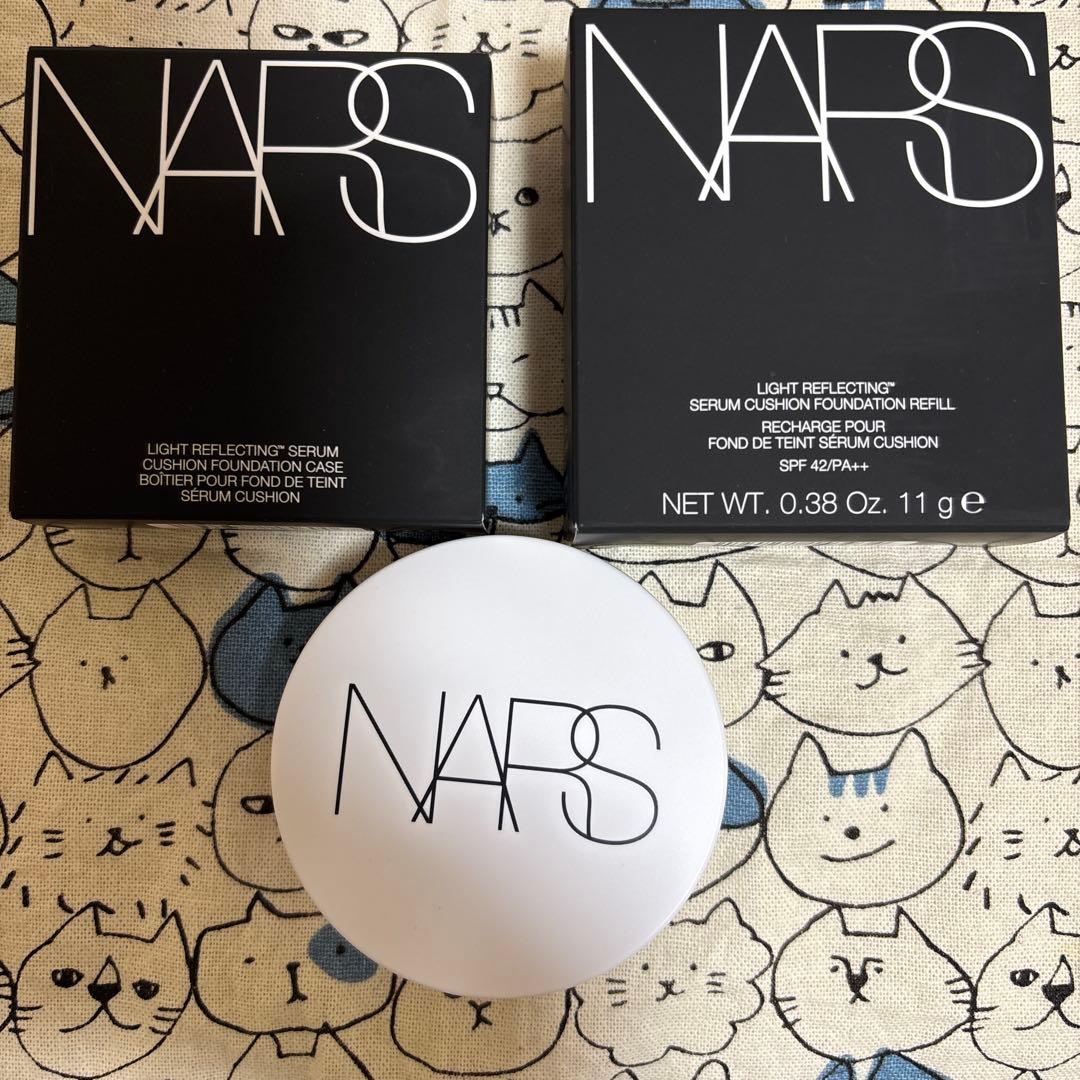 NARS
LIGHT REFLECTING™ SERUM
CUSHION FOUNDATION CASE
BOÎTIER POUR FOND DE TEINT
SÉRUM CUSHION
NARS
LIGHT REFLECTING™
SERUM CUSHION FOUNDATION REFILL
RECHARGE POUR
FOND DE TEINT SÉRUM CUSHION
SPF 42/PA++
NET WT. 0.38 Oz. 11 g ℮
NARS